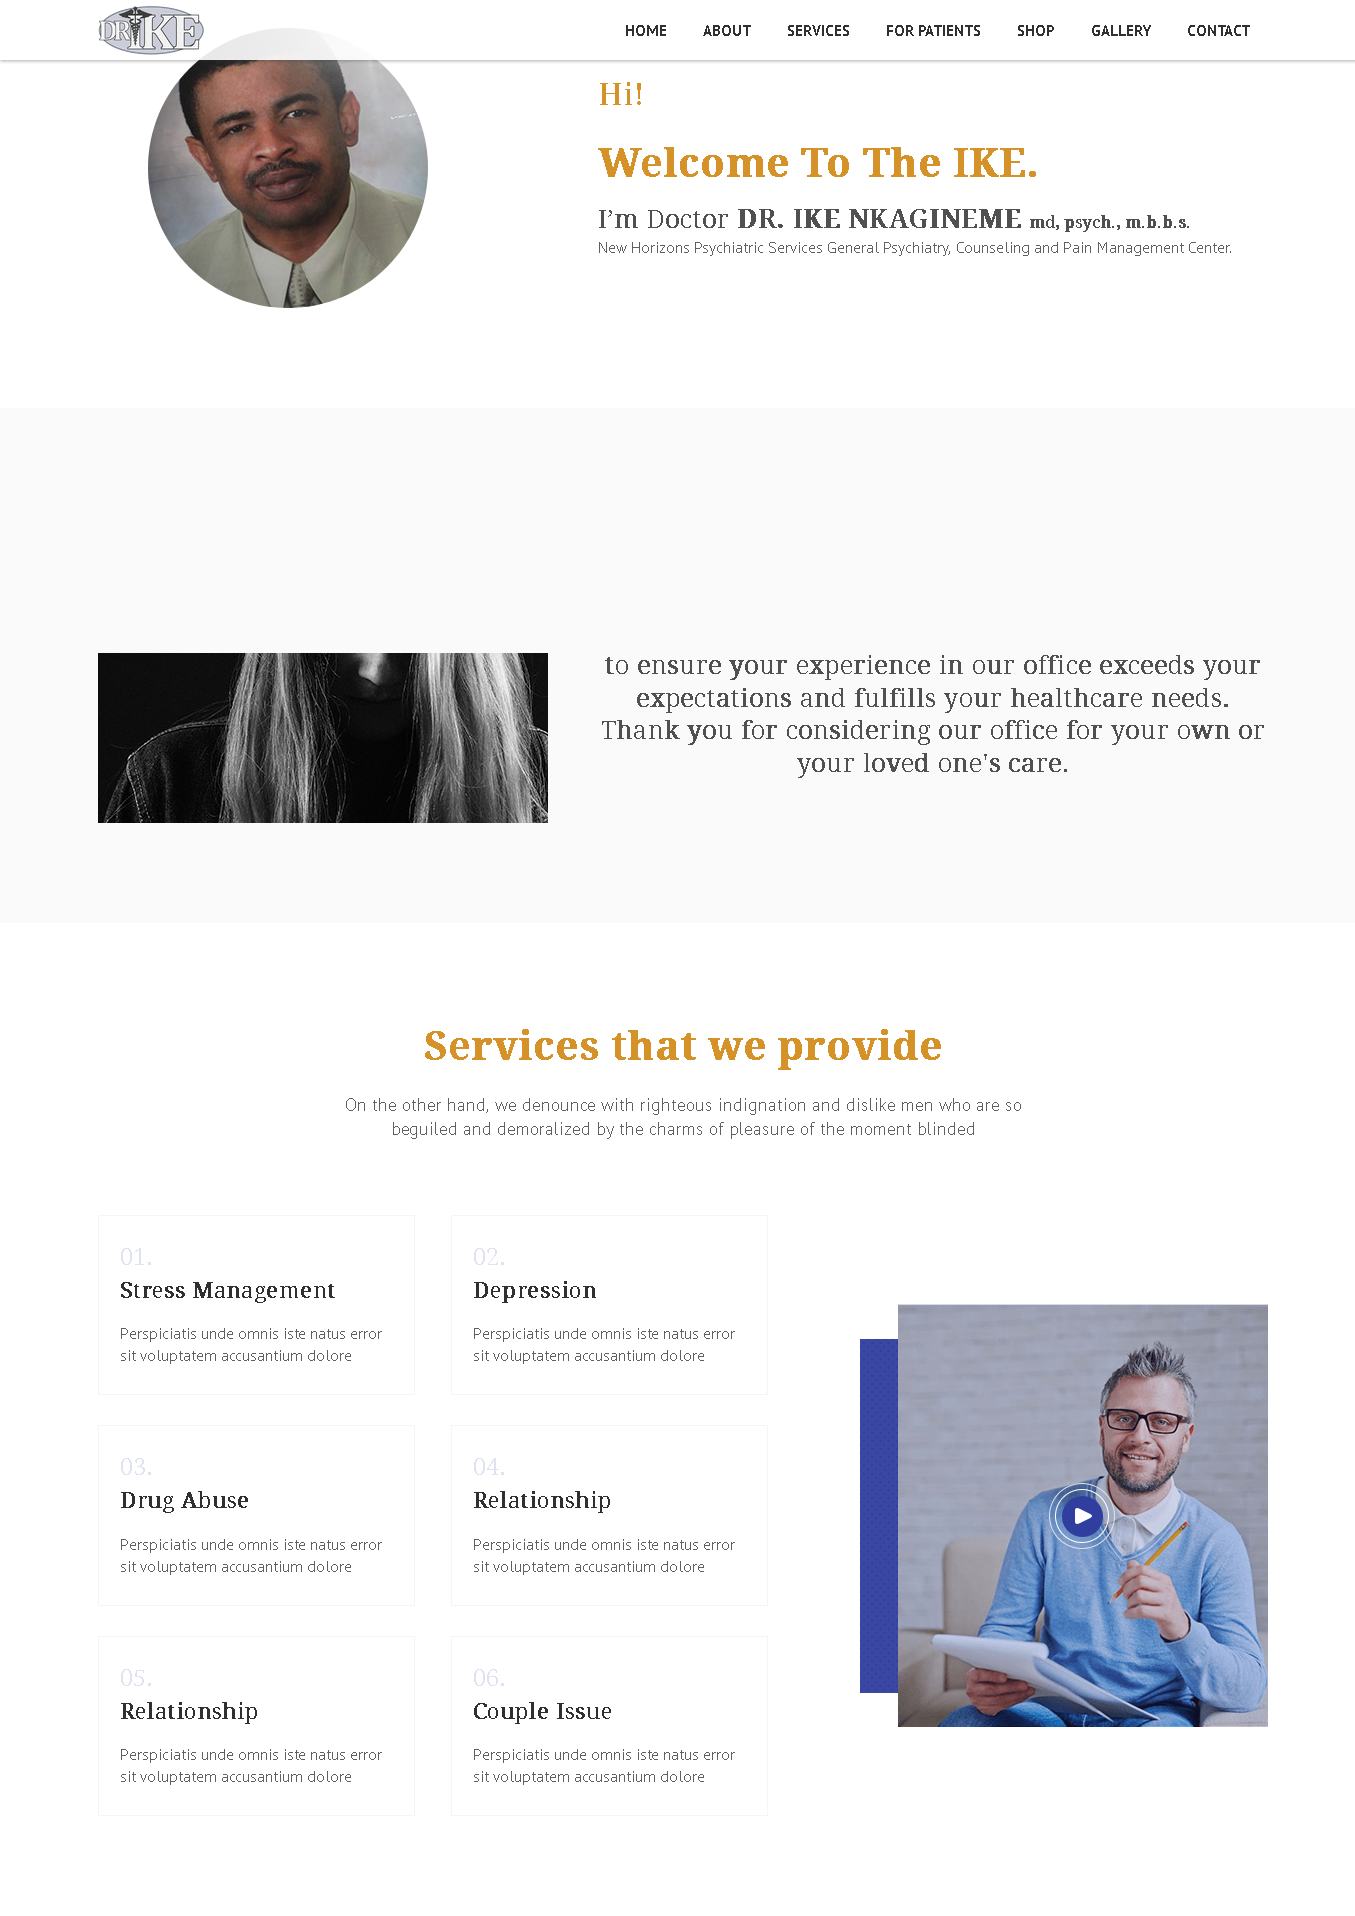 DR IKE
HOME ABOUT SERVICES FOR PATIENTS SHOP GALLERY CONTACT
Hi!
Welcome To The IKE.
I’m Doctor DR. IKE NKAGINEME md, psych., m.b.b.s.
New Horizons Psychiatric Services General Psychiatry, Counseling and Pain Management Center.
to ensure your experience in our office exceeds your
expectations and fulfills your healthcare needs.
Thank you for considering our office for your own or
your loved one's care.
Services that we provide
On the other hand, we denounce with righteous indignation and dislike men who are so
beguiled and demoralized by the charms of pleasure of the moment blinded
01.
Stress Management
Perspiciatis unde omnis iste natus error
sit voluptatem accusantium dolore
02.
Depression
Perspiciatis unde omnis iste natus error
sit voluptatem accusantium dolore
03.
Drug Abuse
Perspiciatis unde omnis iste natus error
sit voluptatem accusantium dolore
04.
Relationship
Perspiciatis unde omnis iste natus error
sit voluptatem accusantium dolore
05.
Relationship
Perspiciatis unde omnis iste natus error
sit voluptatem accusantium dolore
06.
Couple Issue
Perspiciatis unde omnis iste natus error
sit voluptatem accusantium dolore